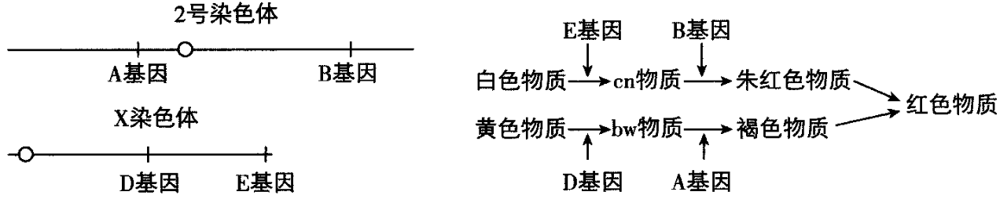 2号染色体
A基因 B基因
X染色体
D基因 E基因
E基因 B基因
白色物质 cn物质 朱红色物质
红色物质
黄色物质 bw物质 褐色物质
D基因 A基因